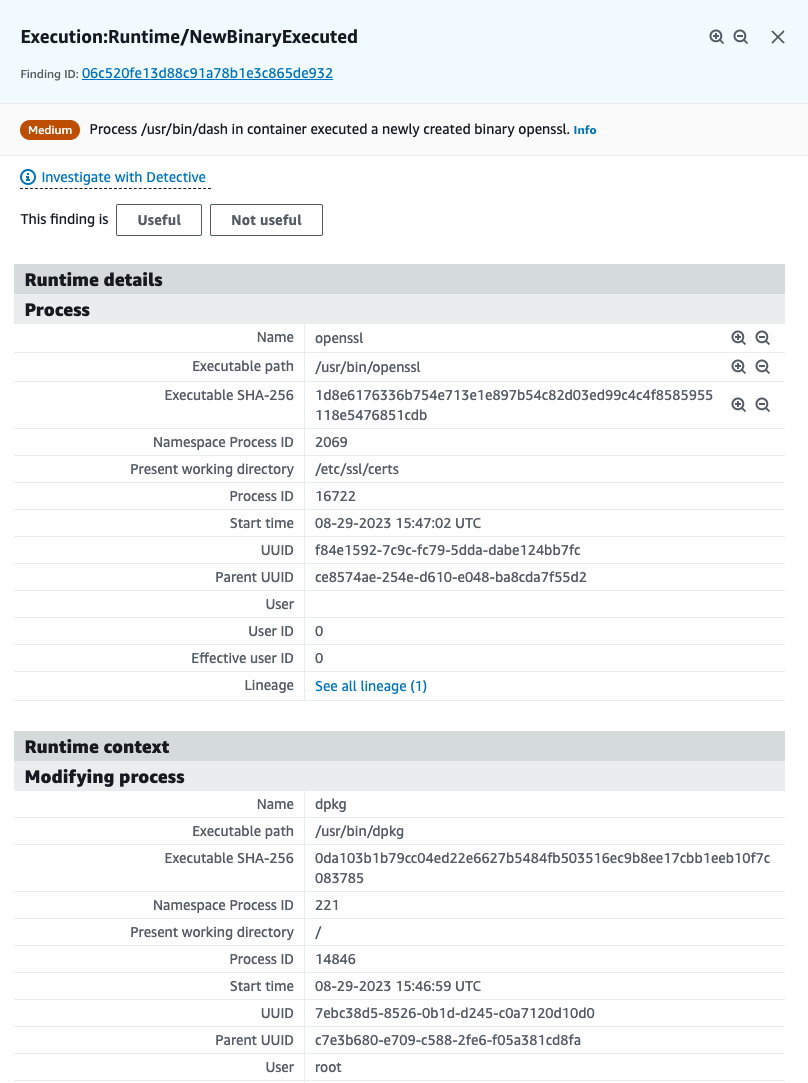 Execution:Runtime/NewBinaryExecuted
Finding ID: 06c520fe13d88c91a78b1e3c865de932
Medium Process /usr/bin/dash in container executed a newly created binary openssl. Info
Investigate with Detective
This finding is Useful Not useful
Runtime details
Process
Name openssl
Executable path /usr/bin/openssl
Executable SHA-256 1d8e6176336b754e713e1e897b54c82d03ed99c4c4f8585955
118e5476851cdb
Namespace Process ID 2069
Present working directory /etc/ssl/certs
Process ID 16722
Start time 08-29-2023 15:47:02 UTC
UUID f84e1592-7c9c-fc79-5dda-dabe124bb7fc
Parent UUID ce8574ae-254e-d610-e048-ba8cda7f55d2
User
User ID 0
Effective user ID 0
Lineage See all lineage (1)
Runtime context
Modifying process
Name dpkg
Executable path /usr/bin/dpkg
Executable SHA-256 0da103b1b79cc04ed22e6627b5484fb503516ec9b8ee17cbb1eeb10f7c
083785
Namespace Process ID 221
Present working directory /
Process ID 14846
Start time 08-29-2023 15:46:59 UTC
UUID 7ebc38d5-8526-0b1d-d245-c0a7120d10d0
Parent UUID c7e3b680-e709-c588-2fe6-f05a381cd8fa
User root